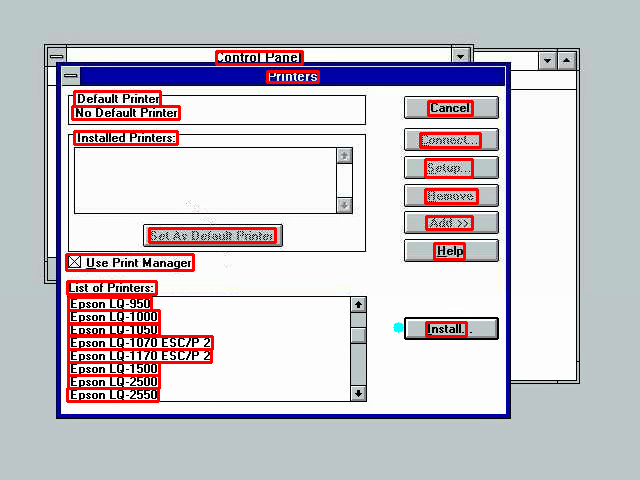 Control Panel
Printers
Default Printer
No Default Printer
Cancel
Installed Printers:
Connect...
Setup...
Remove
Add >>
Set As Default Printer
Help
Use Print Manager
List of Printers:
Epson LQ-950
Epson LQ-1000
Epson LQ-1050
Epson LQ-1070 ESC/P 2
Epson LQ-1170 ESC/P 2
Epson LQ-1500
Epson LQ-2500
Epson LQ-2550
Install...